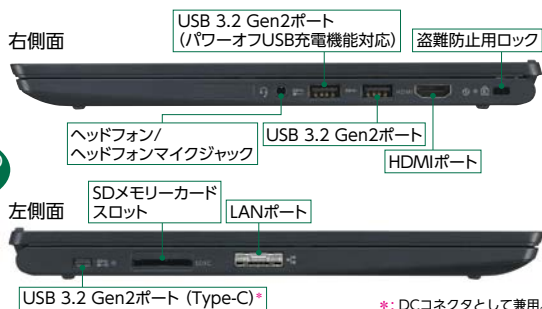 右側面
USB 3.2 Gen2ポート
(パワーオフUSB充電機能対応)
盗難防止用ロック
HDMI
ヘッドフォン/
ヘッドフォンマイクジャック
USB 3.2 Gen2ポート
HDMIポート
左側面
SDメモリーカード
スロット
LANポート
USB 3.2 Gen2ポート (Type-C)*
*: DCコネクタとして兼用。